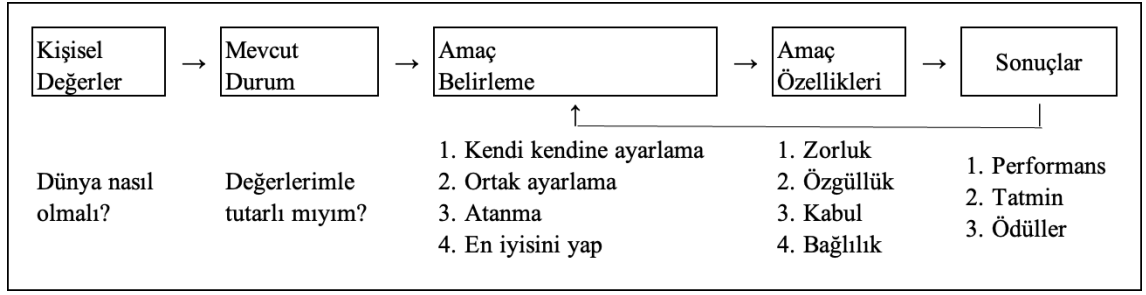 Kişisel
Değerler
→
Mevcut
Durum
→
Amaç
Belirleme
→
Amaç
Özellikleri
→
Sonuçlar
Dünya nasıl
olmalı?
Değerlerimle
tutarlı mıyım?
1. Kendi kendine ayarlama
2. Ortak ayarlama
3. Atanma
4. En iyisini yap
1. Zorluk
2. Özgüllük
3. Kabul
4. Bağlılık
1. Performans
2. Tatmin
3. Ödüller